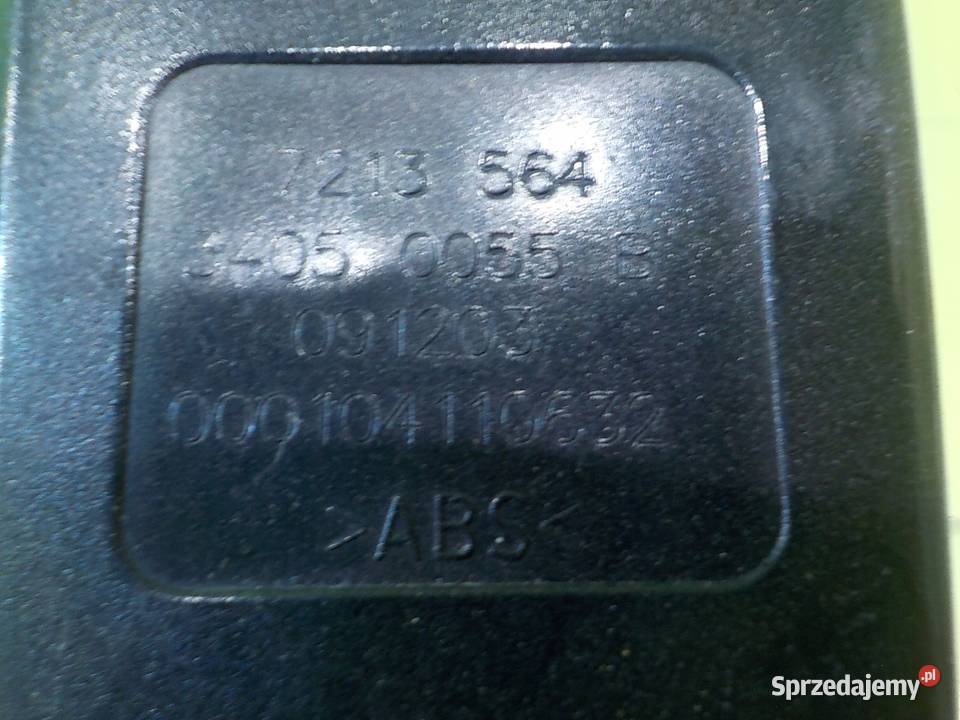 7213 564
3405 0055 B
091203
000104110632
>ABS<
Sprzedajemy.pl